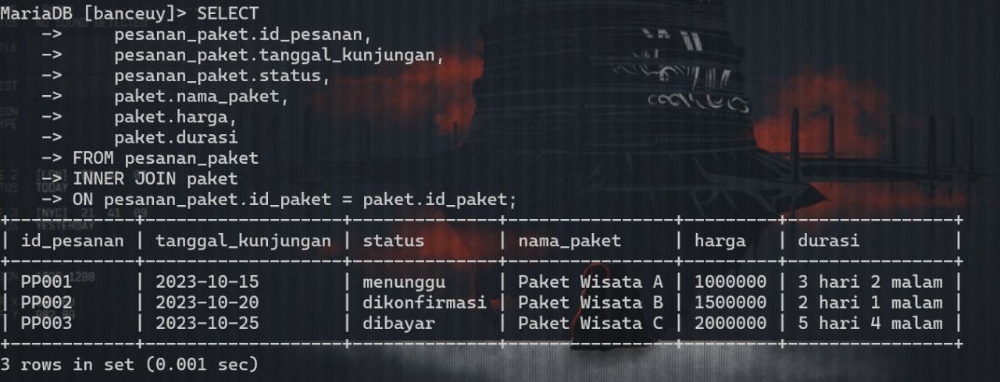 MariaDB [banceuy]> SELECT
    ->     pesanan_paket.id_pesanan,
    ->     pesanan_paket.tanggal_kunjungan,
    ->     pesanan_paket.status,
    ->     paket.nama_paket,
    ->     paket.harga,
    ->     paket.durasi
    -> FROM pesanan_paket
    -> INNER JOIN paket
    -> ON pesanan_paket.id_paket = paket.id_paket;
+------------+-------------------+--------------+----------------+---------+----------------+
| id_pesanan | tanggal_kunjungan | status       | nama_paket     | harga   | durasi         |
+------------+-------------------+--------------+----------------+---------+----------------+
| PP001      | 2023-10-15        | menunggu     | Paket Wisata A | 1000000 | 3 hari 2 malam |
| PP002      | 2023-10-20        | dikonfirmasi | Paket Wisata B | 1500000 | 2 hari 1 malam |
| PP003      | 2023-10-25        | dibayar      | Paket Wisata C | 2000000 | 5 hari 4 malam |
+------------+-------------------+--------------+----------------+---------+----------------+
3 rows in set (0.001 sec)